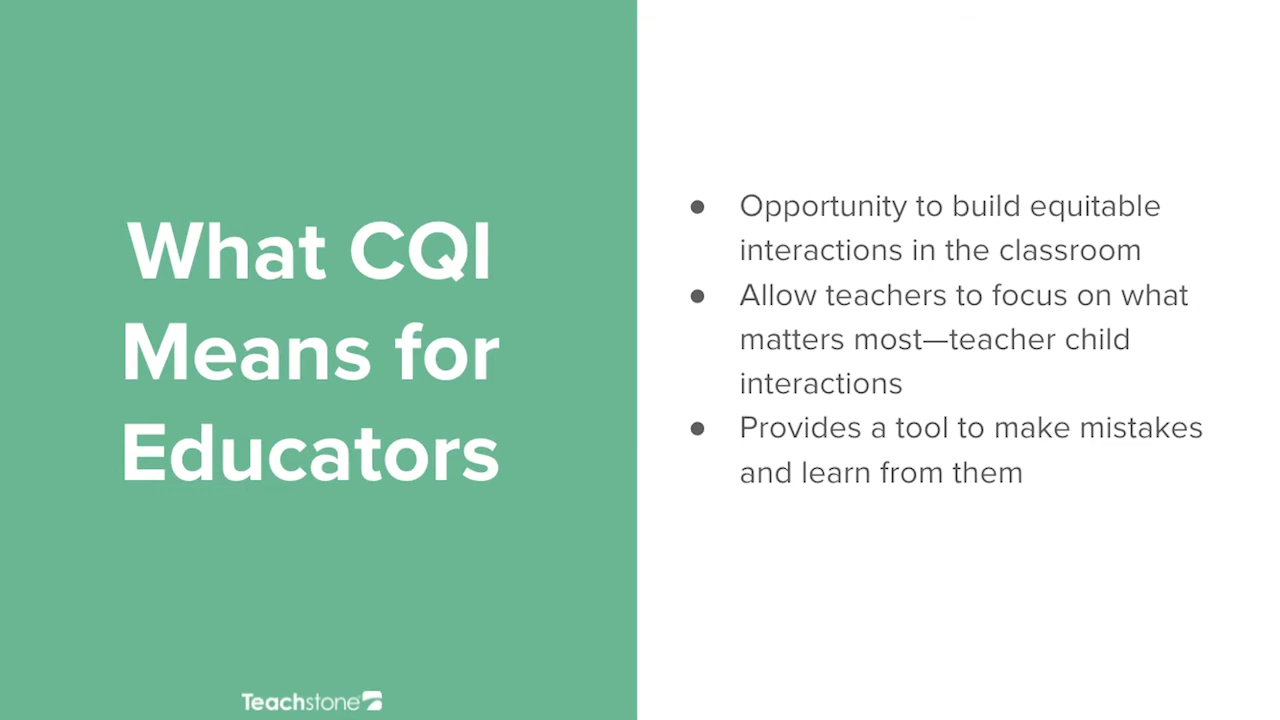 What CQI
Means for
Educators
● Opportunity to build equitable
interactions in the classroom
● Allow teachers to focus on what
matters most—teacher child
interactions
● Provides a tool to make mistakes
and learn from them
Teachstone